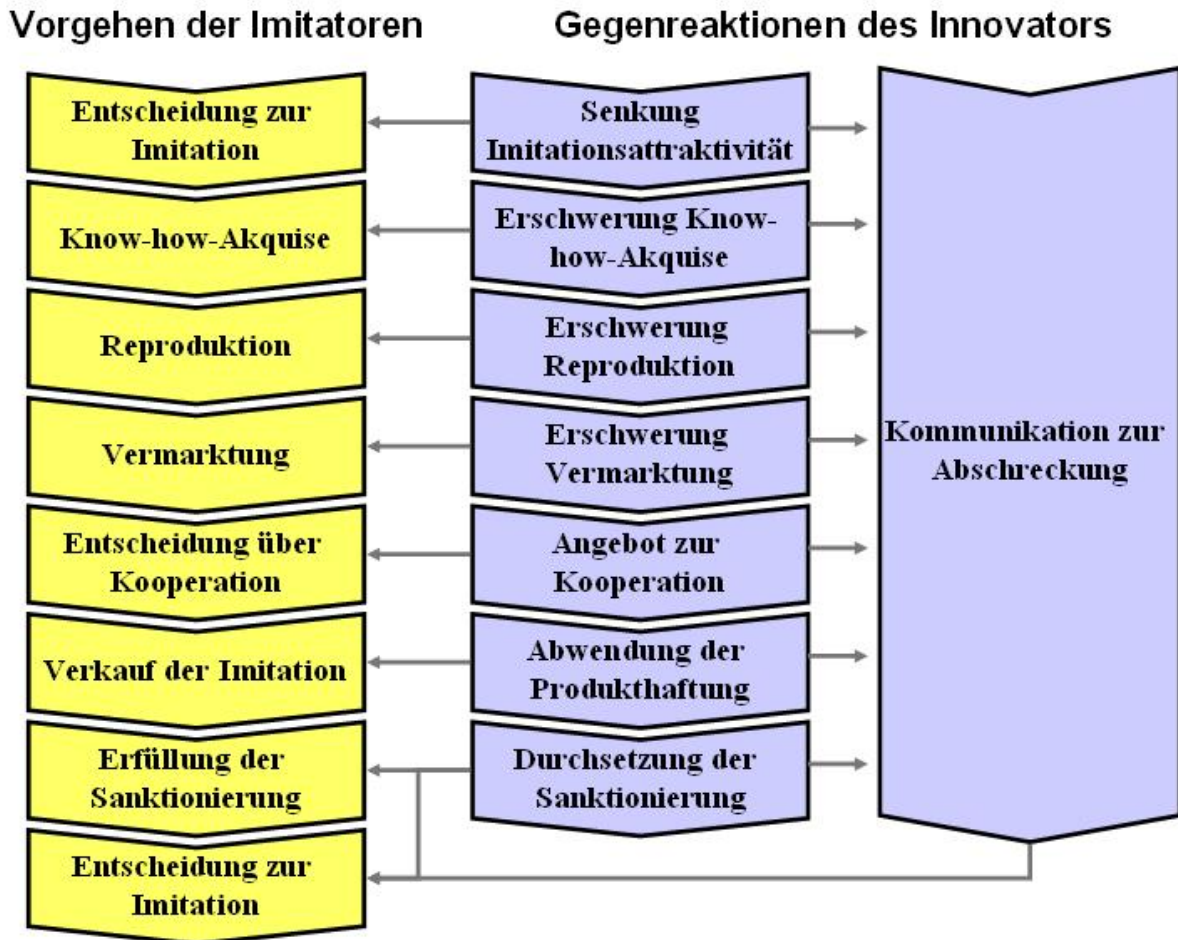 Vorgehen der Imitatoren
Gegenreaktionen des Innovators
Entscheidung zur
Imitation
Know-how-Akquise
Reproduktion
Vermarktung
Entscheidung über
Kooperation
Verkauf der Imitation
Erfüllung der
Sanktionierung
Entscheidung zur
Imitation
Senkung
Imitationsattraktivität
Erschwerung Know-
how-Akquise
Erschwerung
Reproduktion
Erschwerung
Vermarktung
Angebot zur
Kooperation
Abwendung der
Produkthaftung
Durchsetzung der
Sanktionierung
Kommunikation zur
Abschreckung